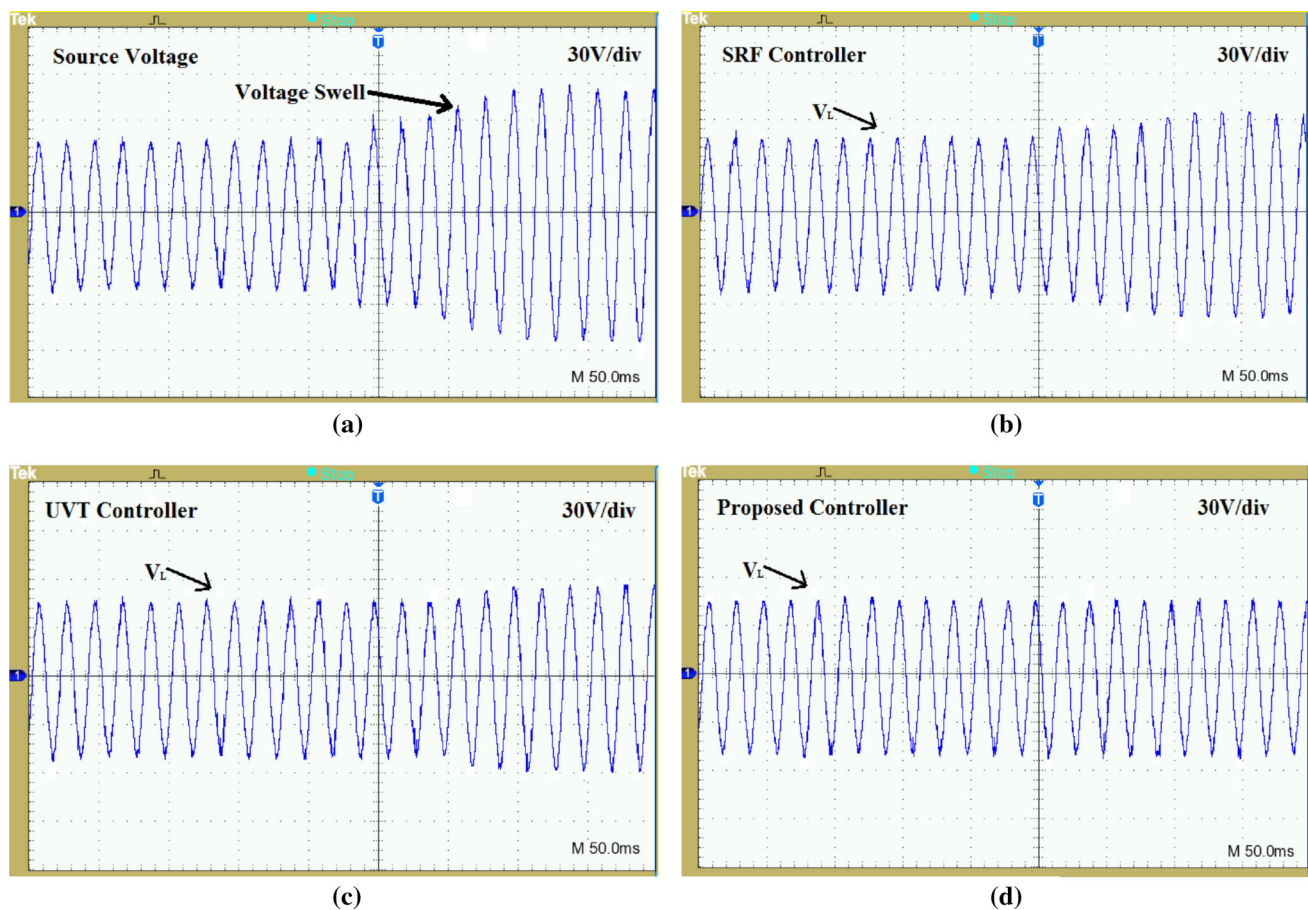 Tek
Stop
T
Source Voltage
30V/div
Voltage Swell
1
M 50.0ms
(a)
Tek
Stop
T
SRF Controller
30V/div
VL
1
M 50.0ms
(b)
Tek
Stop
T
UVT Controller
30V/div
VL
1
M 50.0ms
(c)
Tek
Stop
T
Proposed Controller
30V/div
VL
1
M 50.0ms
(d)